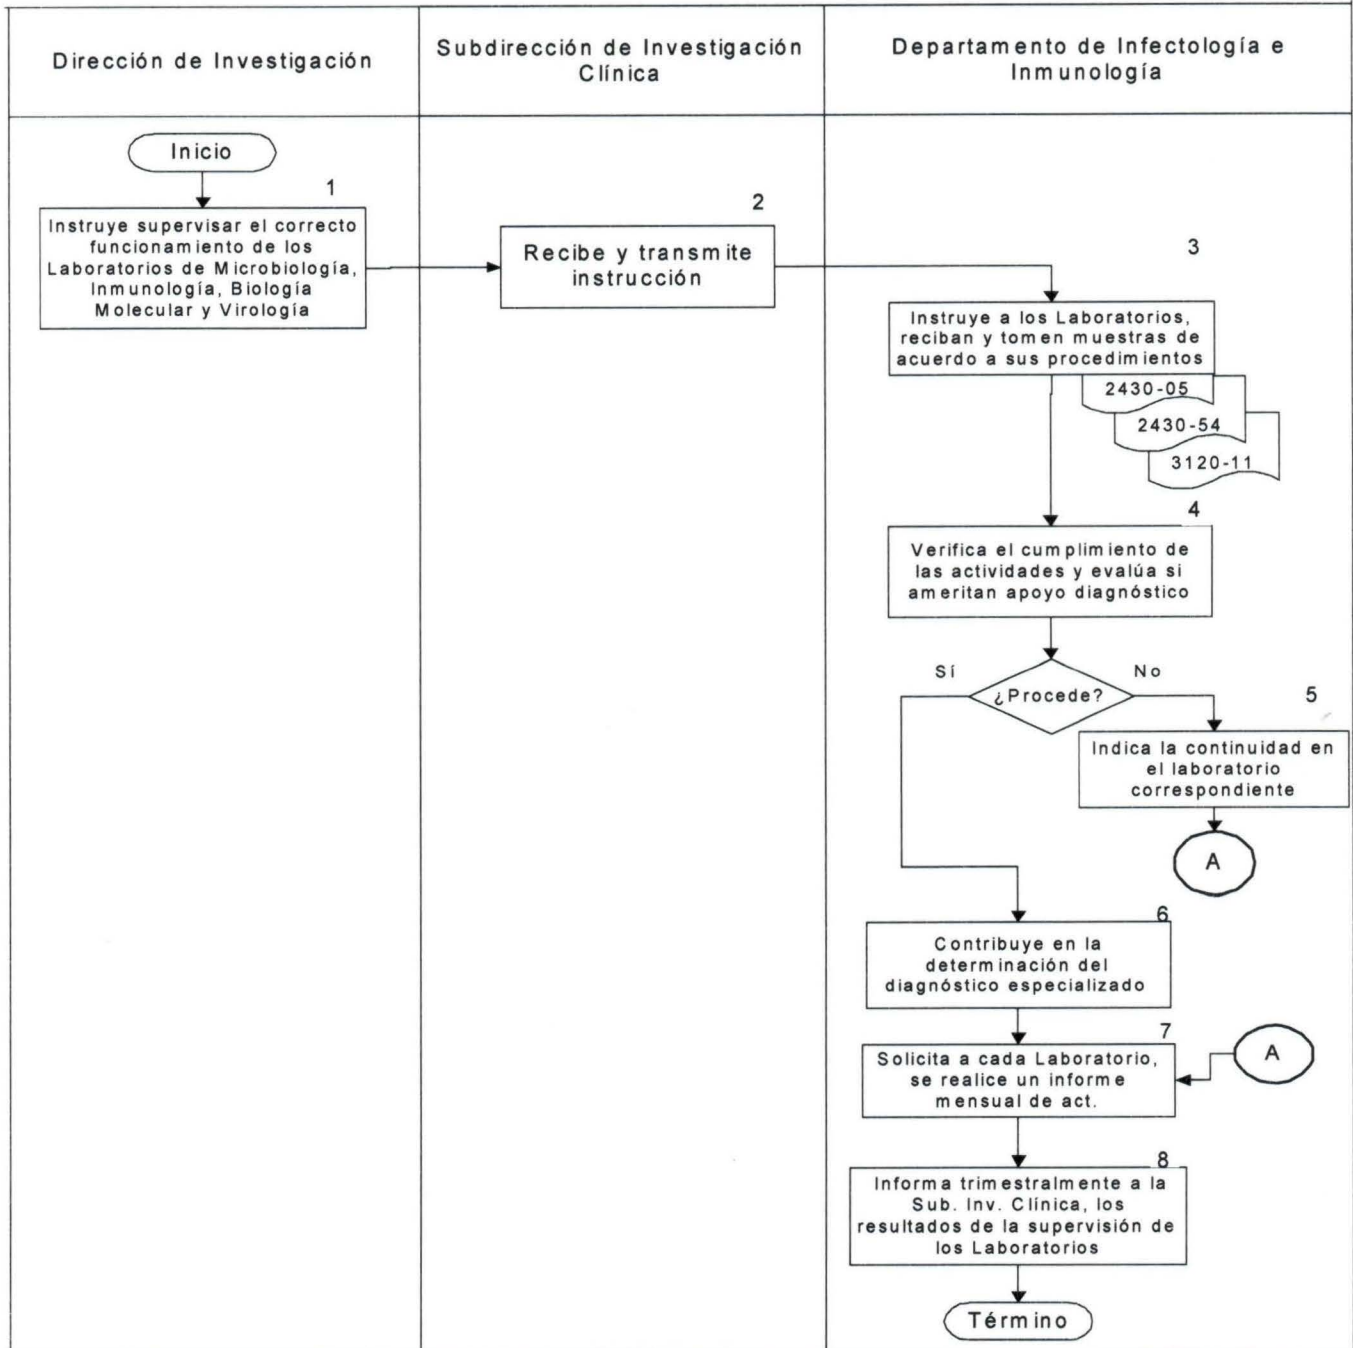 Dirección de Investigación
Subdirección de Investigación
Clínica
Departamento de Infectología e
Inmunología
Inicio
1
Instruye supervisar el correcto
funcionamiento de los
Laboratorios de Microbiología,
Inmunología, Biología
Molecular y Virología
2
Recibe y transmite
instrucción
3
Instruye a los Laboratorios,
reciban y tomen muestras de
acuerdo a sus procedimientos
2430-05
2430-54
3120-11
4
Verifica el cumplimiento de
las actividades y evalúa si
ameritan apoyo diagnóstico
Sí
No
¿Procede?
5
Indica la continuidad en
el laboratorio
correspondiente
A
6
Contribuye en la
determinación del
diagnóstico especializado
7
Solicita a cada Laboratorio,
se realice un informe
mensual de act.
A
8
Informa trimestralmente a la
Sub. Inv. Clínica, los
resultados de la supervisión de
los Laboratorios
Término